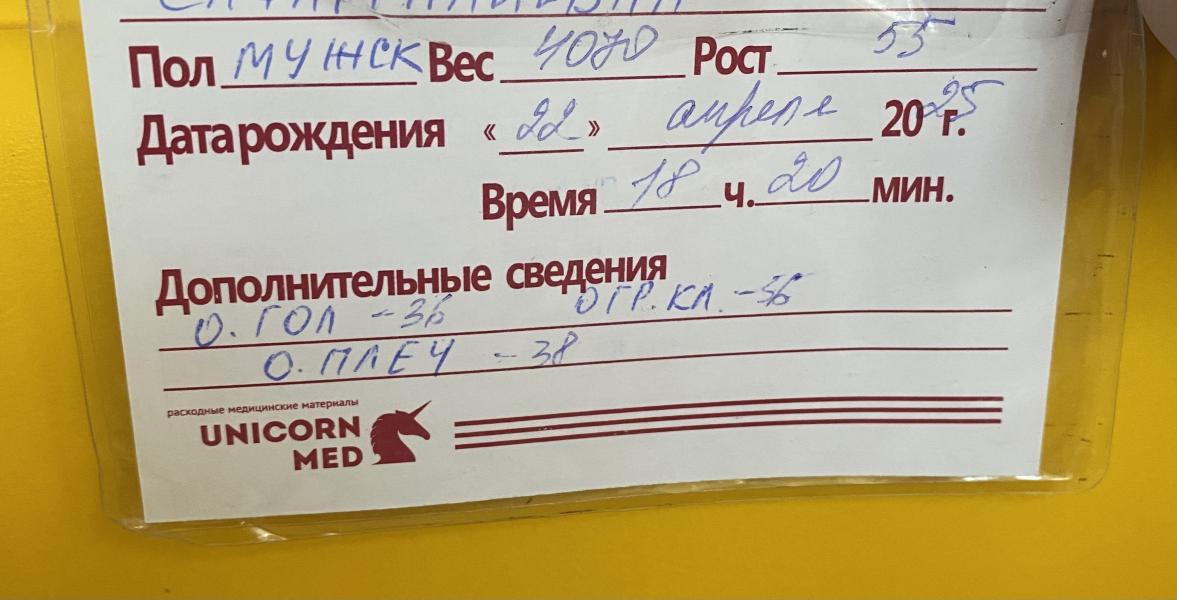 Пол МУЖСК Вес 4070 Рост 55
Дата рождения « 22 » апреля 2025 г.
Время 18 ч. 20 мин.
Дополнительные сведения
О. ГОЛ - 36 ОГР. КЛ. - 36
О. ПЛЕЧ - 38
расходные медицинские материалы
UNICORN
MED